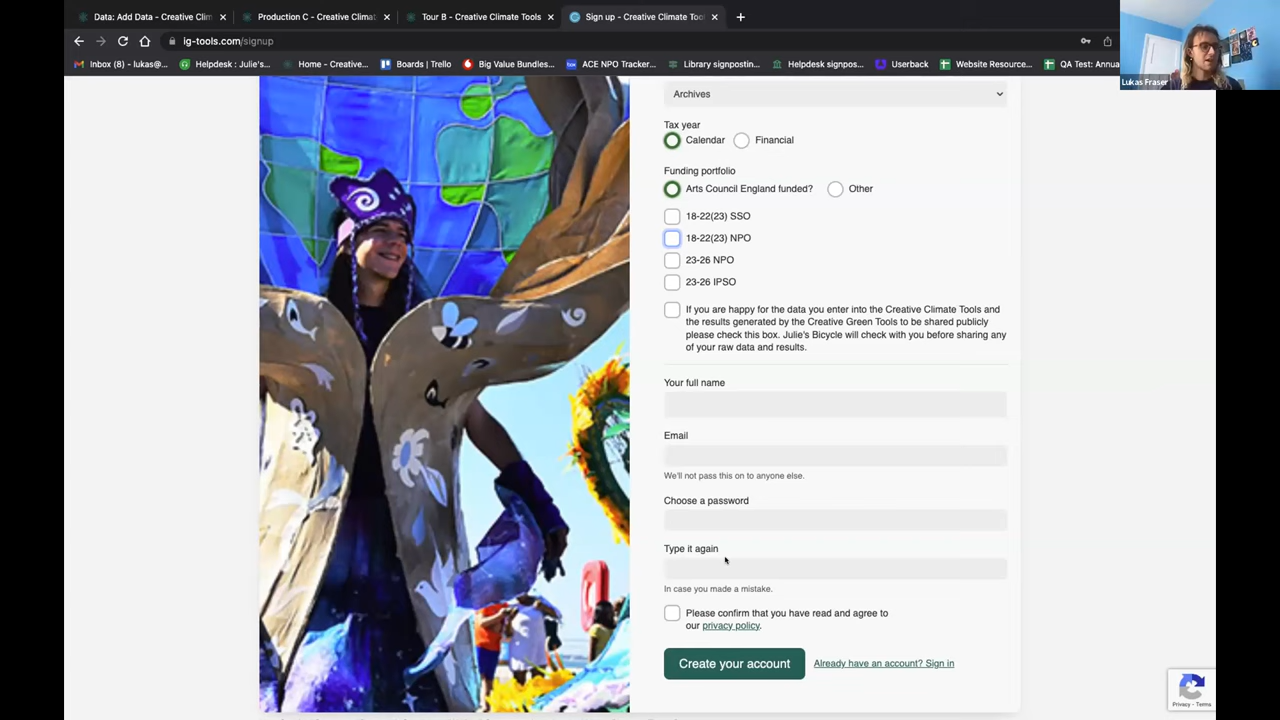 Data: Add Data - Creative Clim
Production C - Creative Climat
Tour B - Creative Climate Tools
Sign up - Creative Climate Tool
ig-tools.com/signup
Inbox (8) - lukas@...
Helpdesk : Julie's...
Home - Creative...
Boards | Trello
Big Value Bundles...
ACE NPO Tracker...
Library signpostin...
Helpdesk signpos...
Userback
Website Resource...
QA Test: Annua
Lukas Fraser
Archives
Tax year
Calendar
Financial
Funding portfolio
Arts Council England funded?
Other
18-22(23) SSO
18-22(23) NPO
23-26 NPO
23-26 IPSO
If you are happy for the data you enter into the Creative Climate Tools and
the results generated by the Creative Green Tools to be shared publicly
please check this box. Julie's Bicycle will check with you before sharing any
of your raw data and results.
Your full name
Email
We'll not pass this on to anyone else.
Choose a password
Type it again
In case you made a mistake.
Please confirm that you have read and agree to
our privacy policy.
Create your account
Already have an account? Sign in
Privacy - Terms